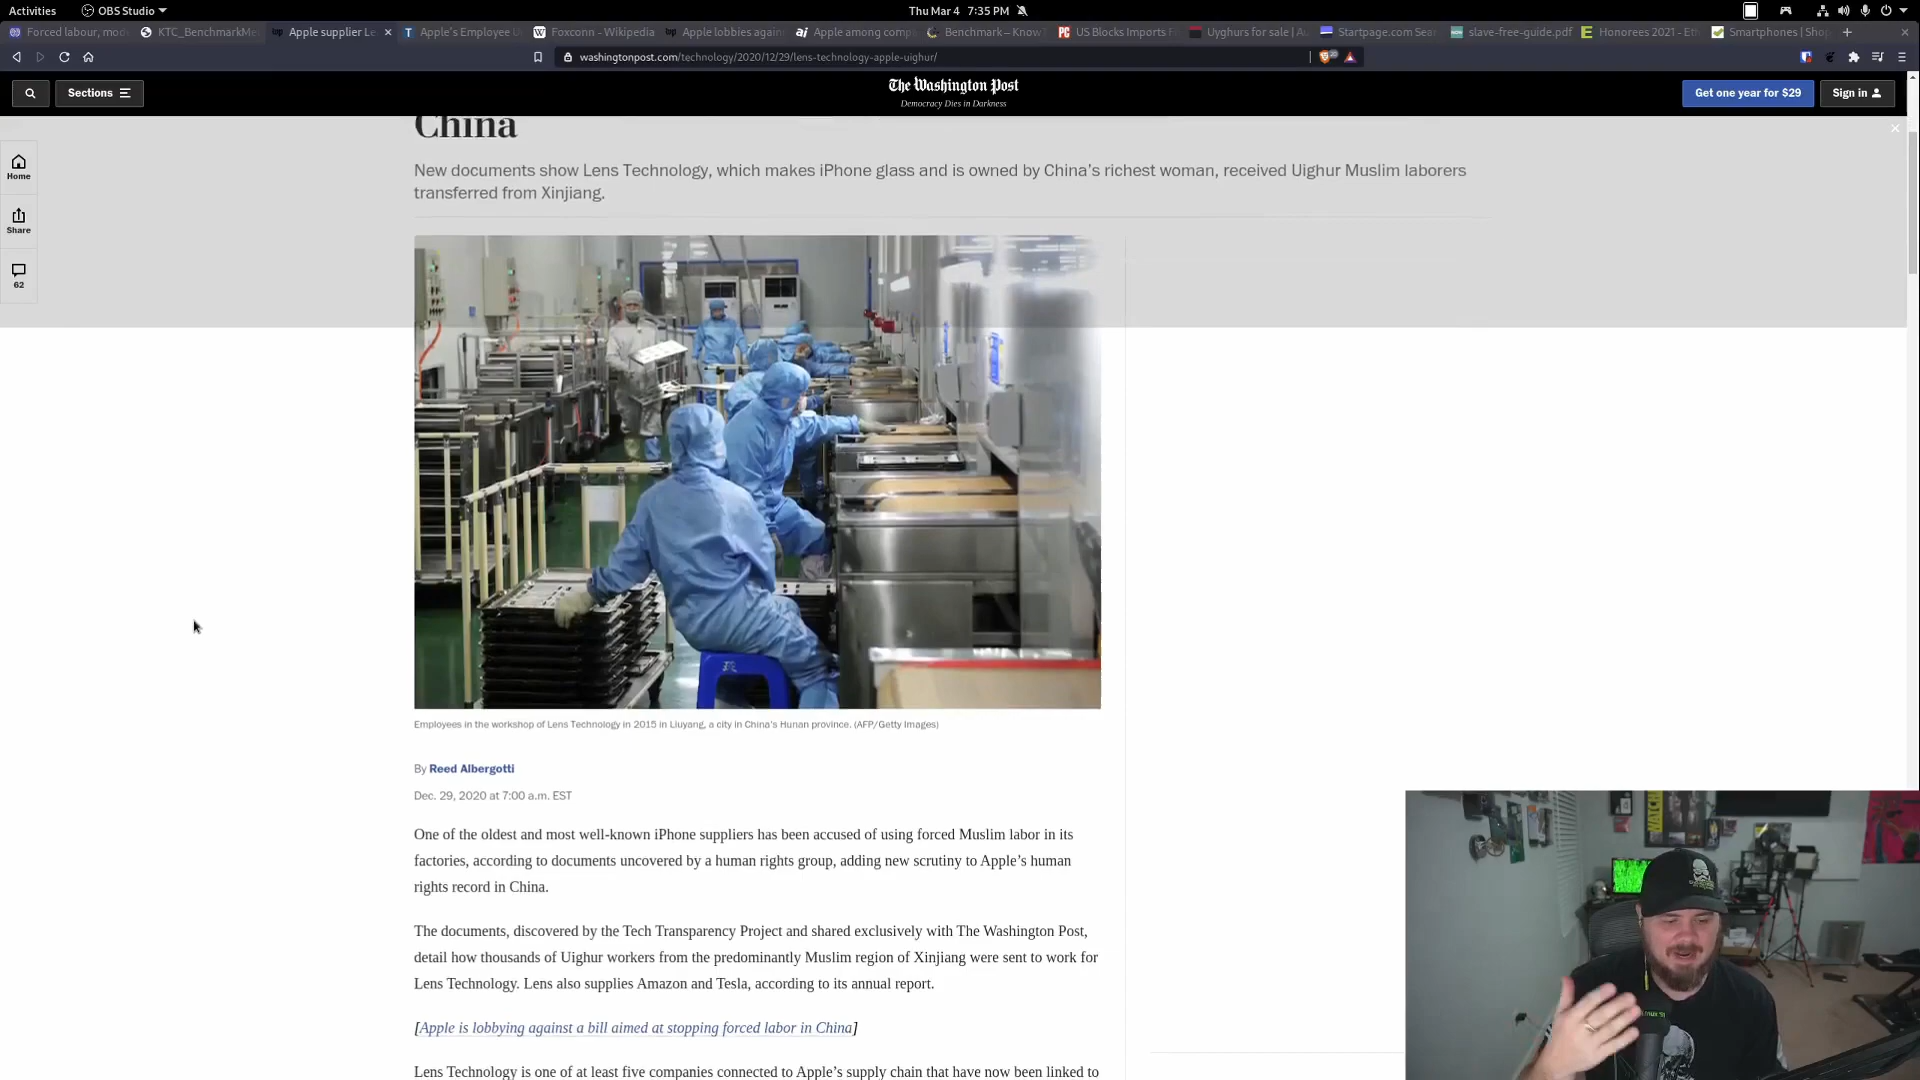 Activities
OBS Studio
Thu Mar 4 7:35 PM
Forced labour, mod
KTC_BenchmarkMe
Apple supplier Le
Apple's Employee U
Foxconn - Wikipedia
Apple lobbies again
Apple among comp
Benchmark – Know
US Blocks Imports F
Uyghurs for sale | Au
Startpage.com Sear
slave-free-guide.pdf
Honorees 2021 - Eth
Smartphones | Shop
washingtonpost.com/technology/2020/12/29/lens-technology-apple-uighur/
Sections
The Washington Post
Democracy Dies in Darkness
Get one year for $29
Sign in
China
Home
Share
62
New documents show Lens Technology, which makes iPhone glass and is owned by China's richest woman, received Uighur Muslim laborers
transferred from Xinjiang.
Employees in the workshop of Lens Technology in 2015 in Liuyang, a city in China's Hunan province. (AFP/Getty Images)
By Reed Albergotti
Dec. 29, 2020 at 7:00 a.m. EST
One of the oldest and most well-known iPhone suppliers has been accused of using forced Muslim labor in its
factories, according to documents uncovered by a human rights group, adding new scrutiny to Apple's human
rights record in China.
The documents, discovered by the Tech Transparency Project and shared exclusively with The Washington Post,
detail how thousands of Uighur workers from the predominantly Muslim region of Xinjiang were sent to work for
Lens Technology. Lens also supplies Amazon and Tesla, according to its annual report.
[Apple is lobbying against a bill aimed at stopping forced labor in China]
Lens Technology is one of at least five companies connected to Apple's supply chain that have now been linked to